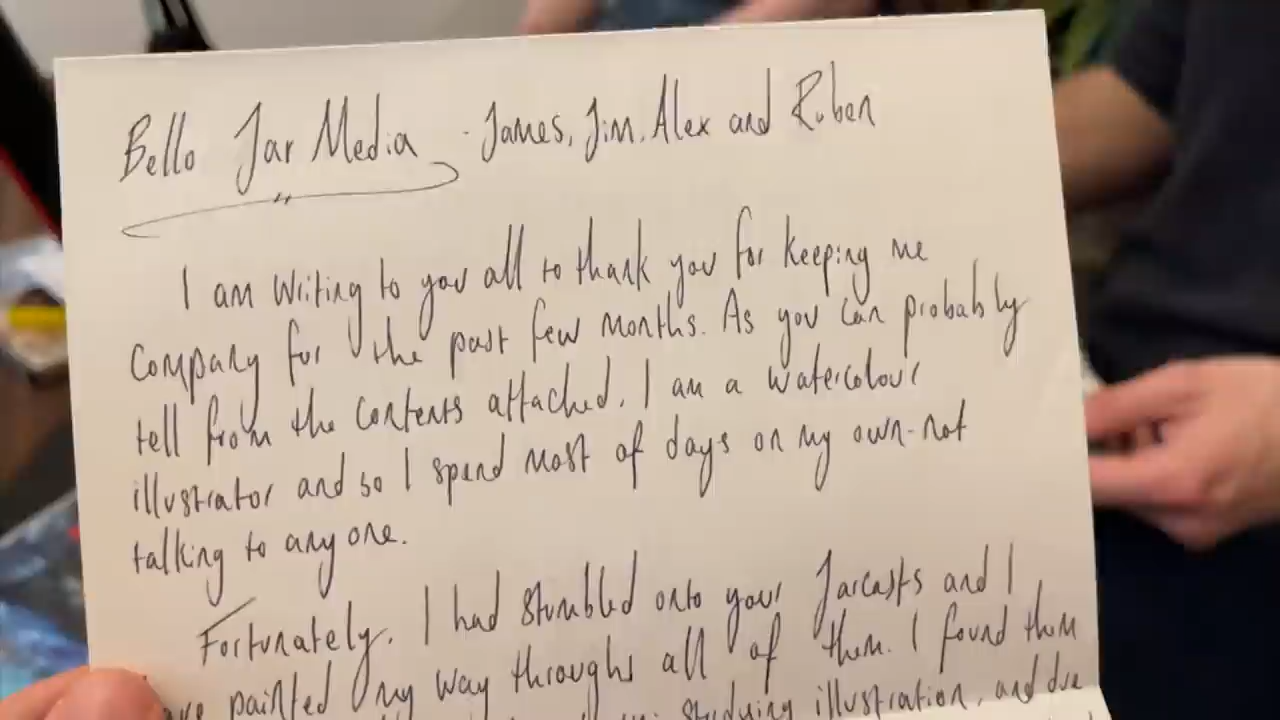 Bello Jar Media - James, Jim, Alex and Ruben
I am writing to you all to thank you for keeping me
company for the past few months. As you can probably
tell from the contents attached, I am a watercolour
illustrator and so I spend most of days on my own - not
talking to anyone.
Fortunately, I had stumbled onto your Jarcasts and I
painted my way throughs all of them. I found them
studying illustration, and due